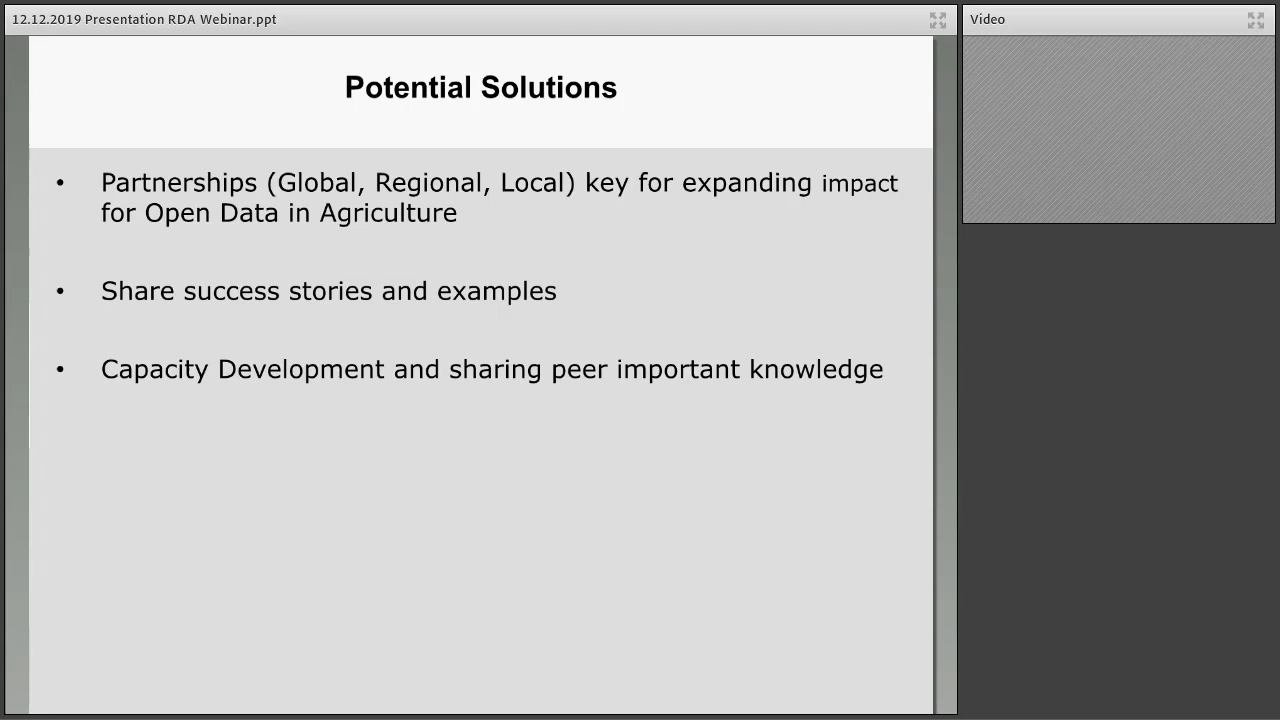 12.12.2019 Presentation RDA Webinar.ppt
Video
Potential Solutions
• Partnerships (Global, Regional, Local) key for expanding impact
for Open Data in Agriculture
• Share success stories and examples
• Capacity Development and sharing peer important knowledge